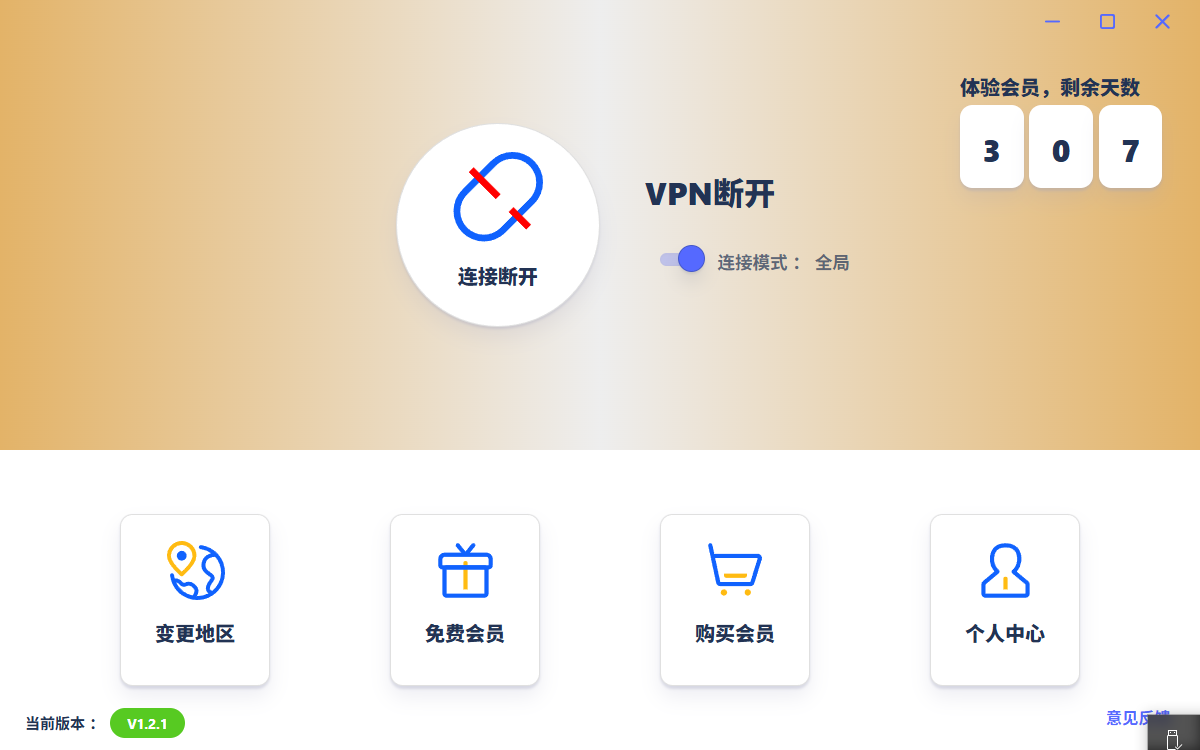 体验会员，剩余天数
3 0 7
VPN断开
连接模式： 全局
连接断开
变更地区
免费会员
购买会员
个人中心
当前版本： V1.2.1
意见反馈